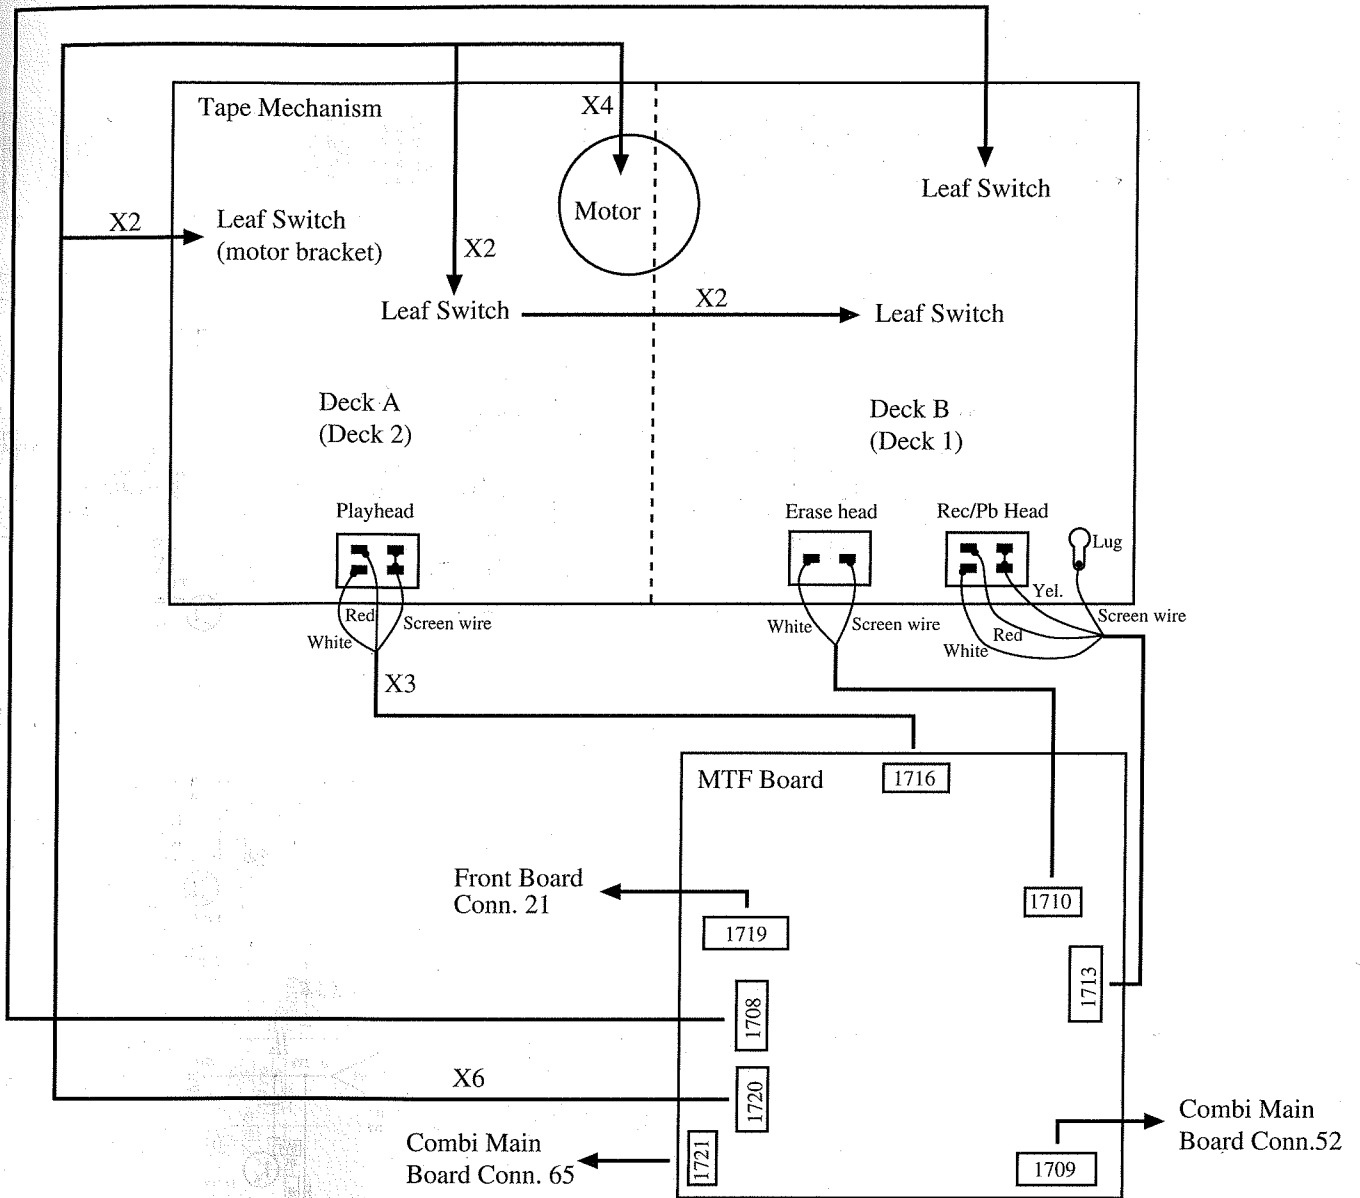 Tape Mechanism
X4
Motor
Leaf Switch
X2
Leaf Switch
(motor bracket)
X2
Leaf Switch
X2
Leaf Switch
Deck A
(Deck 2)
Deck B
(Deck 1)
Playhead
Erase head
Rec/Pb Head
Lug
Yel.
Red
Screen wire
White
White
Screen wire
Red
White
Screen wire
X3
MTF Board
1716
Front Board
Conn. 21
1710
1719
1713
1708
X6
1720
Combi Main
Board Conn. 65
1721
1709
Combi Main
Board Conn.52